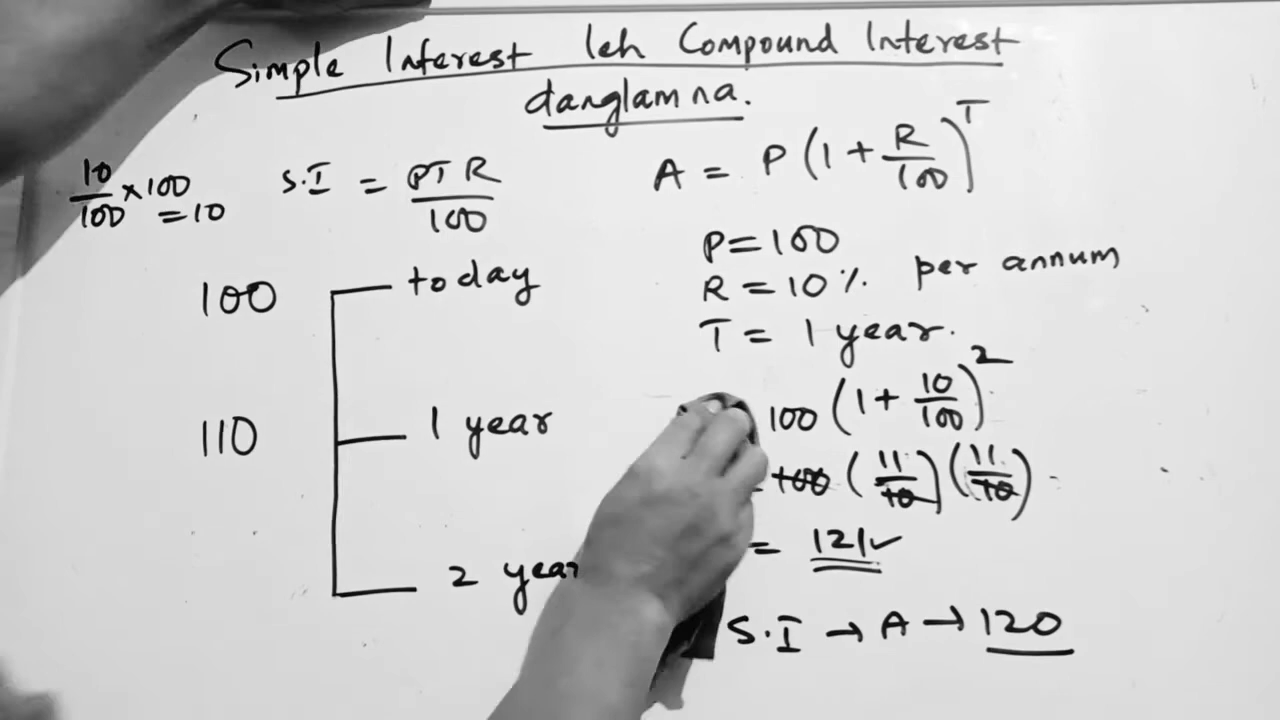 Simple Interest leh Compound Interest
danglamna.
10/100 × 100 = 10
S.I = PTR/100
100 today
110 1 year
2 year
A = P(1 + R/100)^T
P = 100
R = 10% per annum
T = 1 year.
100(1 + 10/100)^2
= 100(11/10)(11/10)
= 121✓
S.I → A → 120